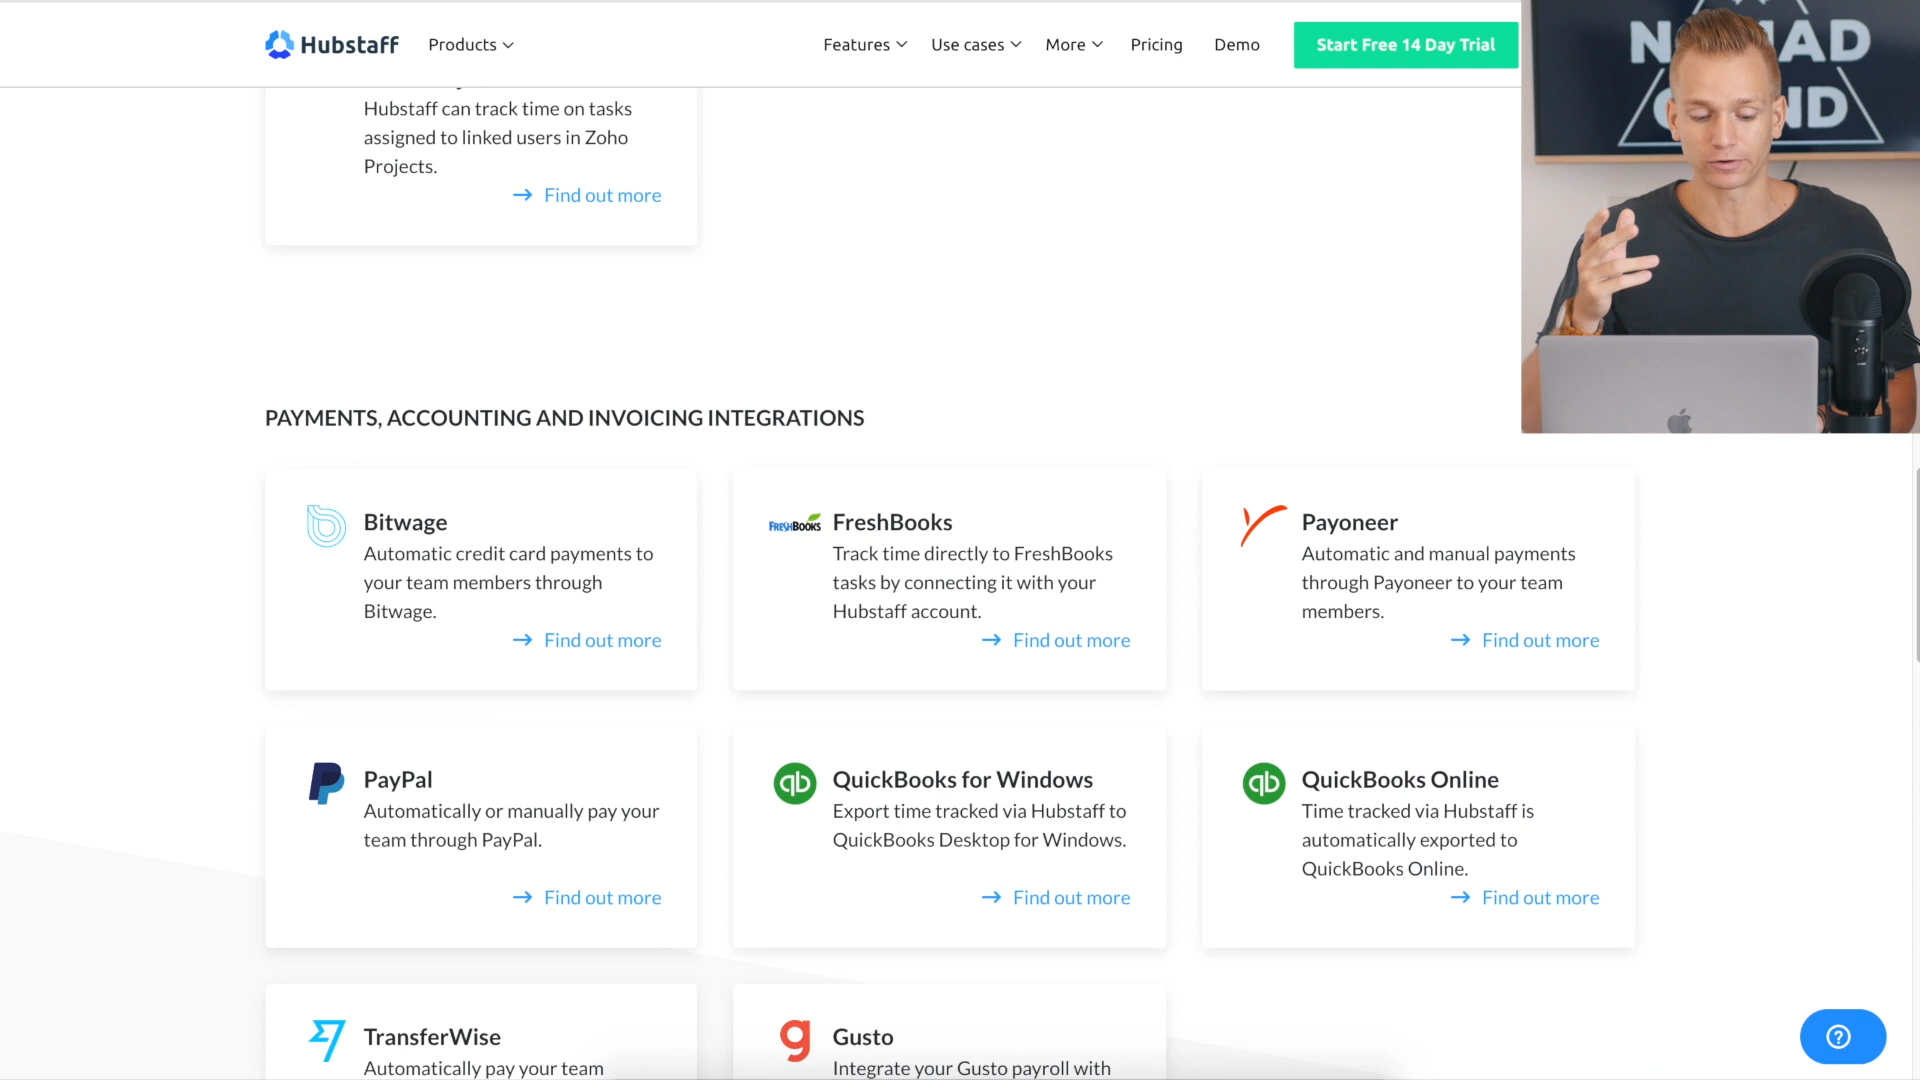 Hubstaff
Products
Features
Use cases
More
Pricing
Demo
Start Free 14 Day Trial
Hubstaff can track time on tasks
assigned to linked users in Zoho
Projects.
Find out more
PAYMENTS, ACCOUNTING AND INVOICING INTEGRATIONS
Bitwage
Automatic credit card payments to
your team members through
Bitwage.
Find out more
FRESHBOOKS
FreshBooks
Track time directly to FreshBooks
tasks by connecting it with your
Hubstaff account.
Find out more
Payoneer
Automatic and manual payments
through Payoneer to your team
members.
Find out more
PayPal
Automatically or manually pay your
team through PayPal.
Find out more
qb
QuickBooks for Windows
Export time tracked via Hubstaff to
QuickBooks Desktop for Windows.
Find out more
qb
QuickBooks Online
Time tracked via Hubstaff is
automatically exported to
QuickBooks Online.
Find out more
TransferWise
Automatically pay your team
g
Gusto
Integrate your Gusto payroll with
?